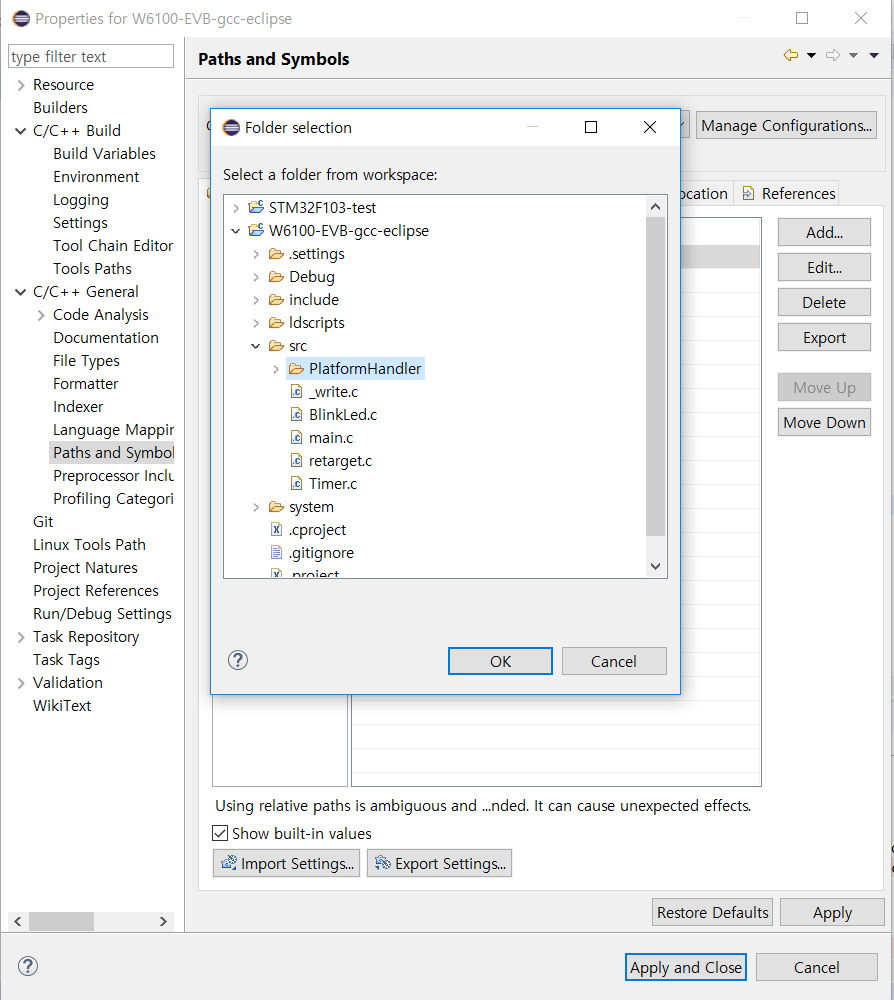 Properties for W6100-EVB-gcc-eclipse
type filter text
Resource
Builders
C/C++ Build
Build Variables
Environment
Logging
Settings
Tool Chain Editor
Tools Paths
C/C++ General
Code Analysis
Documentation
File Types
Formatter
Indexer
Language Mappin
Paths and Symbol
Preprocessor Inclu
Profiling Categori
Git
Linux Tools Path
Project Natures
Project References
Run/Debug Settings
Task Repository
Task Tags
Validation
WikiText
Paths and Symbols
Manage Configurations...
ocation
References
Add...
Edit...
Delete
Export
Move Up
Move Down
Folder selection
Select a folder from workspace:
STM32F103-test
W6100-EVB-gcc-eclipse
.settings
Debug
include
ldscripts
src
PlatformHandler
_write.c
BlinkLed.c
main.c
retarget.c
Timer.c
system
.cproject
.gitignore
.project
OK
Cancel
Using relative paths is ambiguous and ...nded. It can cause unexpected effects.
Show built-in values
Import Settings...
Export Settings...
Restore Defaults
Apply
Apply and Close
Cancel